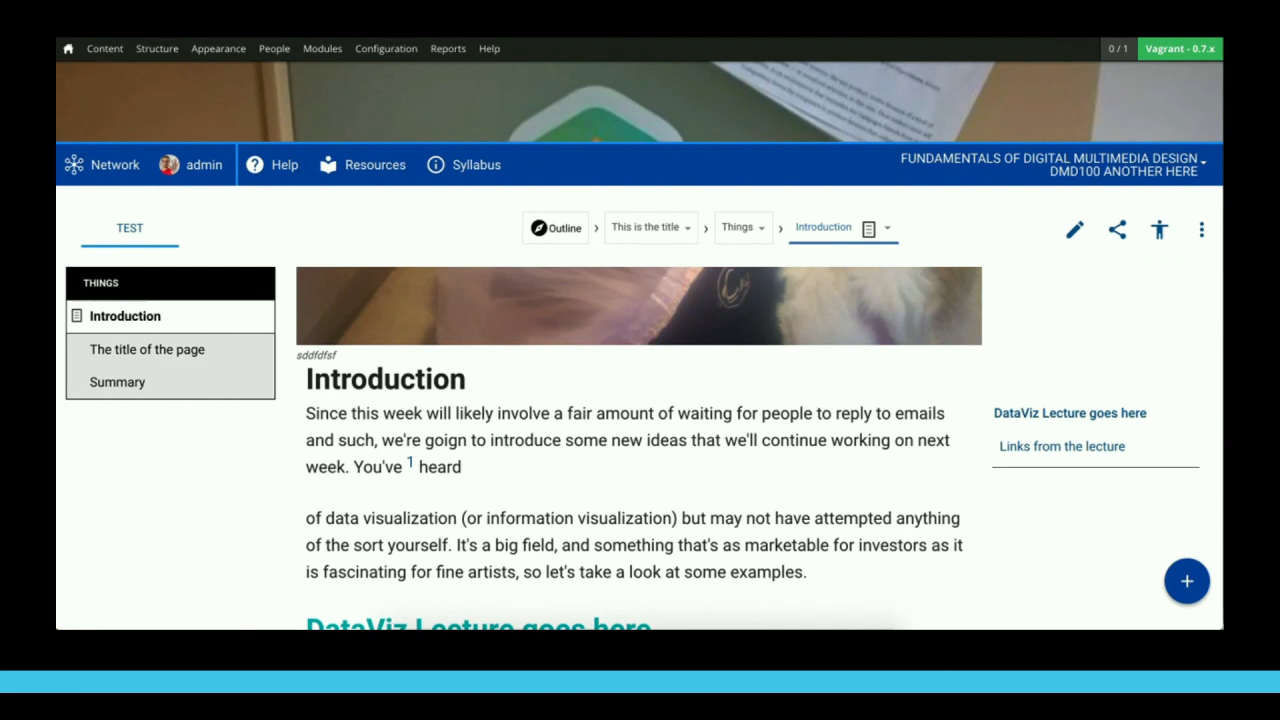 Content Structure Appearance People Modules Configuration Reports Help 0 / 1 Vagrant - 0.7.x
Network admin Help Resources Syllabus FUNDAMENTALS OF DIGITAL MULTIMEDIA DESIGN
DMD100 ANOTHER HERE
TEST Outline This is the title Things Introduction
THINGS
Introduction
The title of the page
Summary
sddfdfsf
Introduction
Since this week will likely involve a fair amount of waiting for people to reply to emails
and such, we're goign to introduce some new ideas that we'll continue working on next
week. You've 1 heard
of data visualization (or information visualization) but may not have attempted anything
of the sort yourself. It's a big field, and something that's as marketable for investors as it
is fascinating for fine artists, so let's take a look at some examples.
DataViz Lecture goes here
DataViz Lecture goes here
Links from the lecture